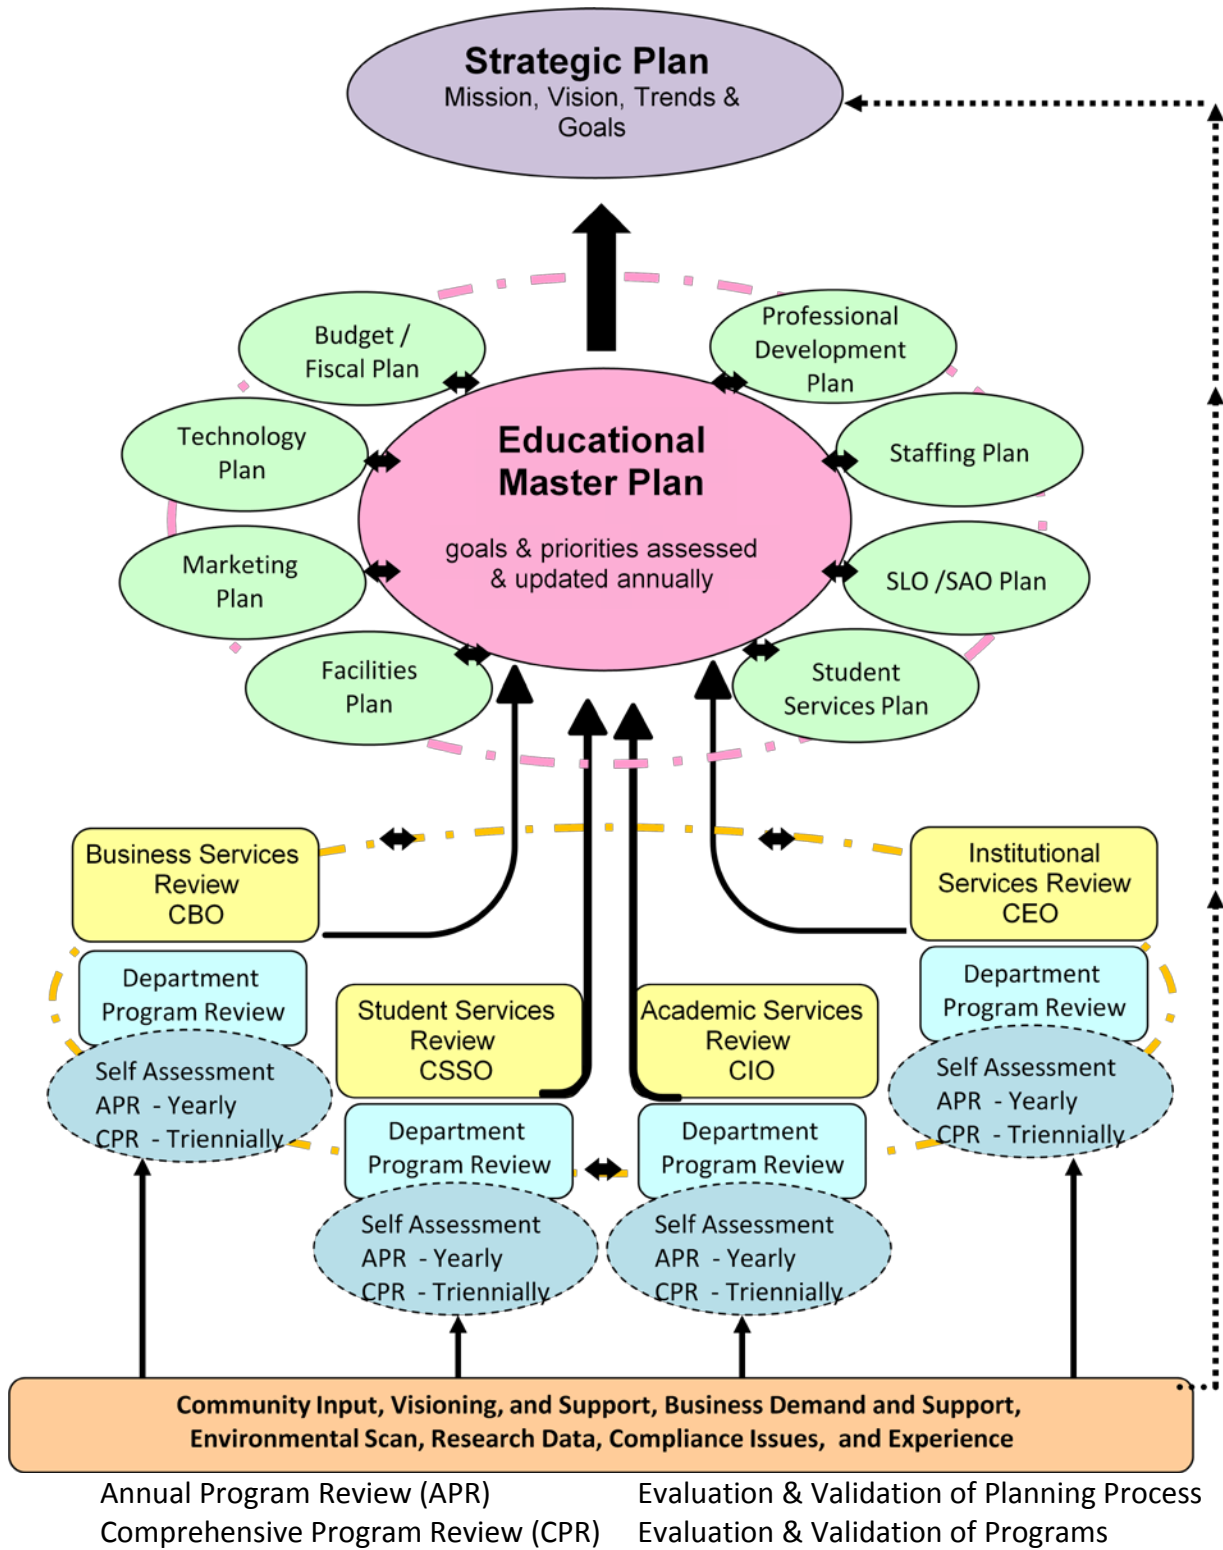 Strategic Plan
Mission, Vision, Trends &
Goals
Budget /
Fiscal Plan
Professional
Development
Plan
Technology
Plan
Educational
Master Plan
goals & priorities assessed
& updated annually
Staffing Plan
Marketing
Plan
SLO /SAO Plan
Facilities
Plan
Student
Services Plan
Business Services
Review
CBO
Department
Program Review
Self Assessment
APR - Yearly
CPR - Triennially
Student Services
Review
CSSO
Department
Program Review
Self Assessment
APR - Yearly
CPR - Triennially
Academic Services
Review
CIO
Department
Program Review
Self Assessment
APR - Yearly
CPR - Triennially
Institutional
Services Review
CEO
Department
Program Review
Self Assessment
APR - Yearly
CPR - Triennially
Community Input, Visioning, and Support, Business Demand and Support,
Environmental Scan, Research Data, Compliance Issues, and Experience
Annual Program Review (APR)
Comprehensive Program Review (CPR)
Evaluation & Validation of Planning Process
Evaluation & Validation of Programs